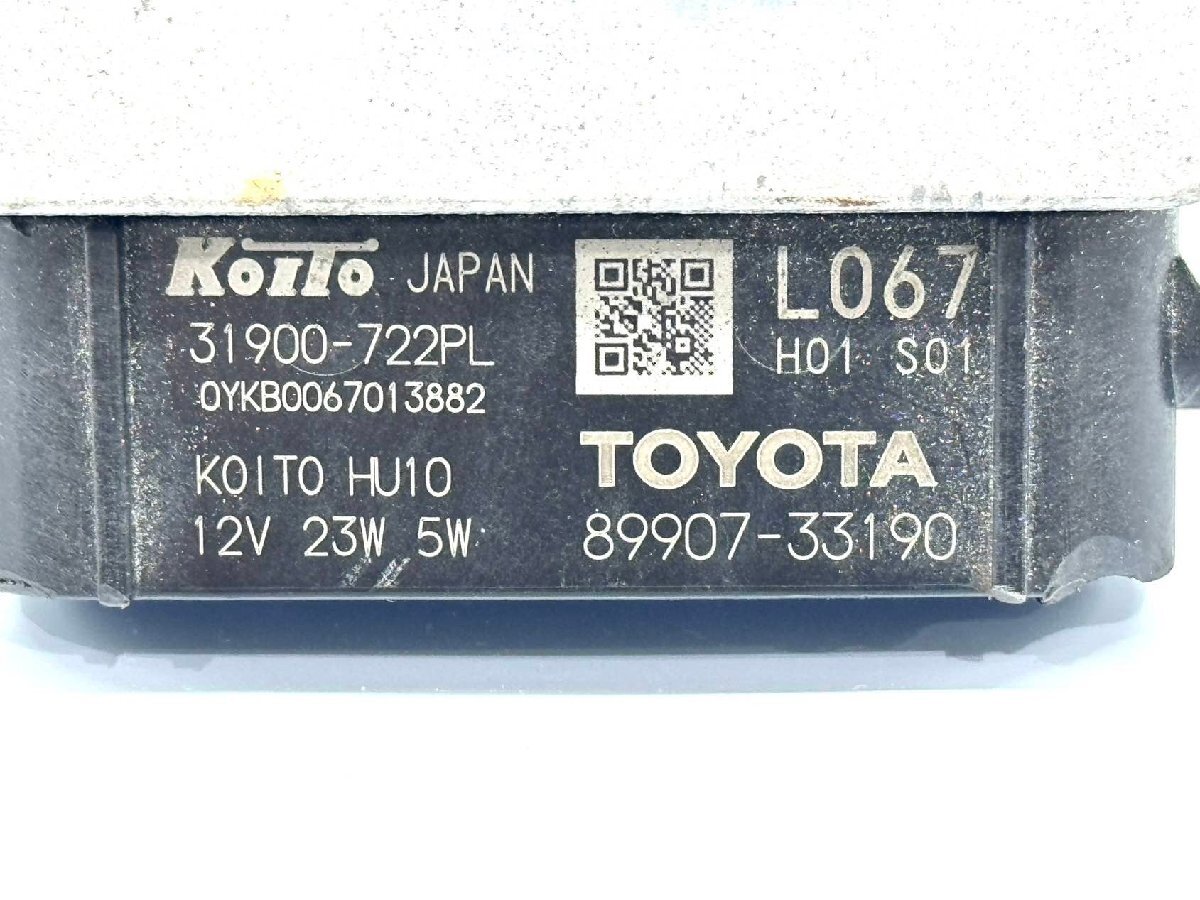 KOITO JAPAN
31900-722PL
0YKB0067013882
KOITO HU10
12V 23W 5W
L067
H01 S01
TOYOTA
89907-33190